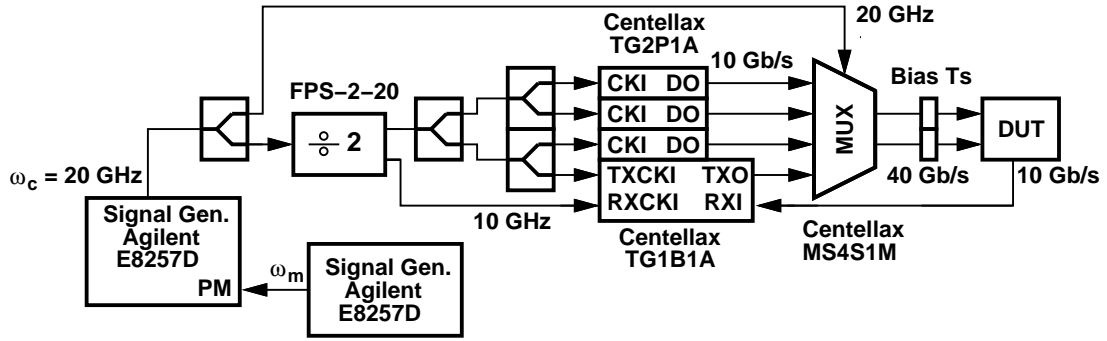 20 GHz
Centellax
TG2P1A
10 Gb/s
FPS−2−20
CKI DO
CKI DO
CKI DO
TXCKI TXO
RXCKI RXI
÷ 2
MUX
Bias Ts
DUT
40 Gb/s
10 Gb/s
ωc = 20 GHz
10 GHz
Centellax
TG1B1A
Centellax
MS4S1M
Signal Gen.
Agilent
E8257D
PM
ωm
Signal Gen.
Agilent
E8257D